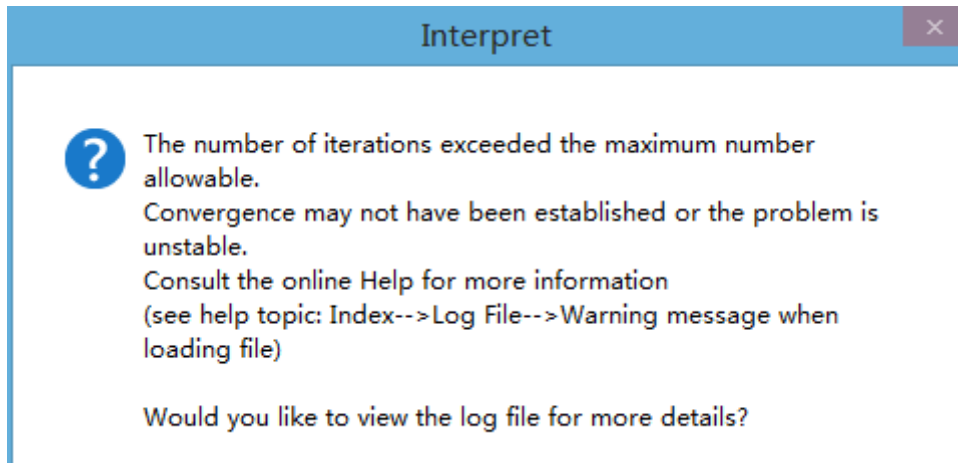 Interpret
The number of iterations exceeded the maximum number
allowable.
Convergence may not have been established or the problem is
unstable.
Consult the online Help for more information
(see help topic: Index-->Log File-->Warning message when
loading file)
Would you like to view the log file for more details?